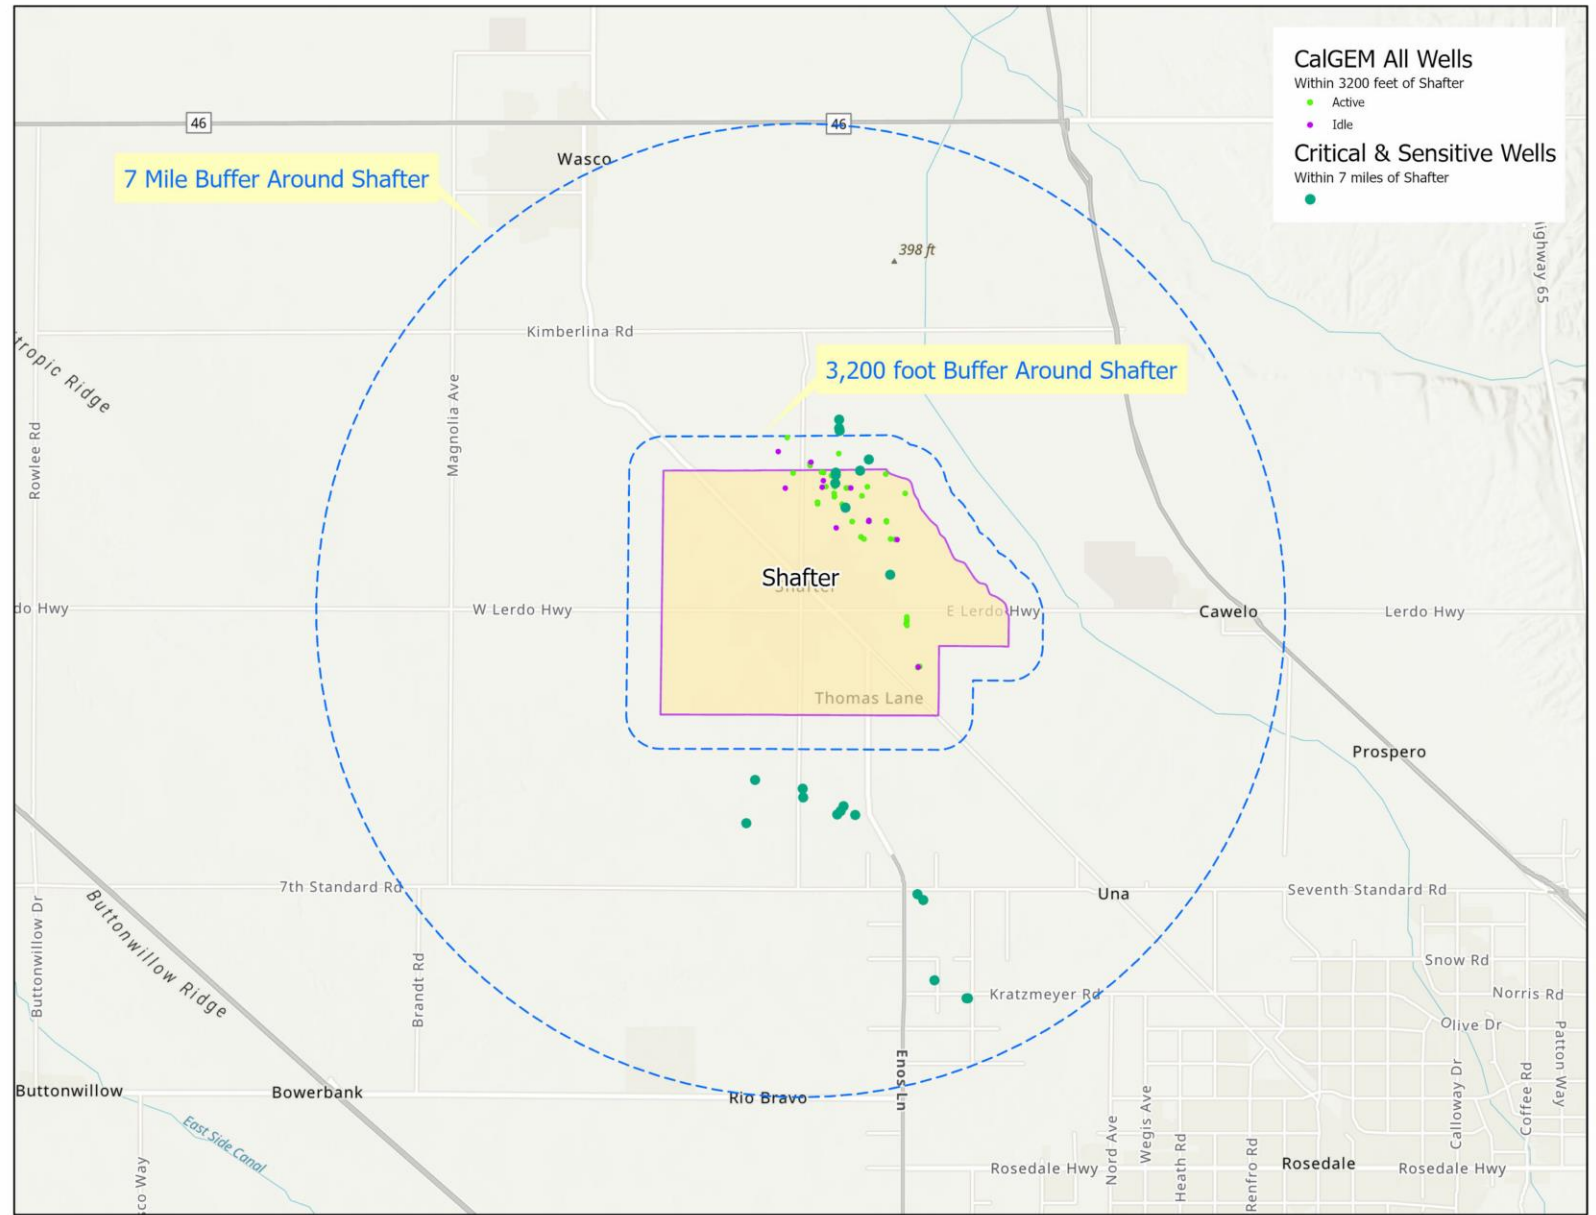 CalGEM All Wells
Within 3200 feet of Shafter
Active
Idle
Critical & Sensitive Wells
Within 7 miles of Shafter
46
46
Wasco
7 Mile Buffer Around Shafter
398 ft
ighway 65
Kimberlina Rd
tropic Ridge
3,200 foot Buffer Around Shafter
Magnolia Ave
Rowlee Rd
Shafter
Shafter
do Hwy
W Lerdo Hwy
E Lerdo Hwy
Cawelo
Lerdo Hwy
Thomas Lane
Prospero
7th Standard Rd
Una
Seventh Standard Rd
Buttonwillow Dr
Buttonwillow Ridge
Brandt Rd
Snow Rd
Kratzmeyer Rd
Norris Rd
Olive Dr
Patton Way
Enos Ln
Calloway Dr
Coffee Rd
Buttonwillow
Bowerbank
Rio Bravo
East Side Canal
Nord Ave
Wegis Ave
Heath Rd
Renfro Rd
Rosedale Hwy
Rosedale
Rosedale Hwy
sco Way